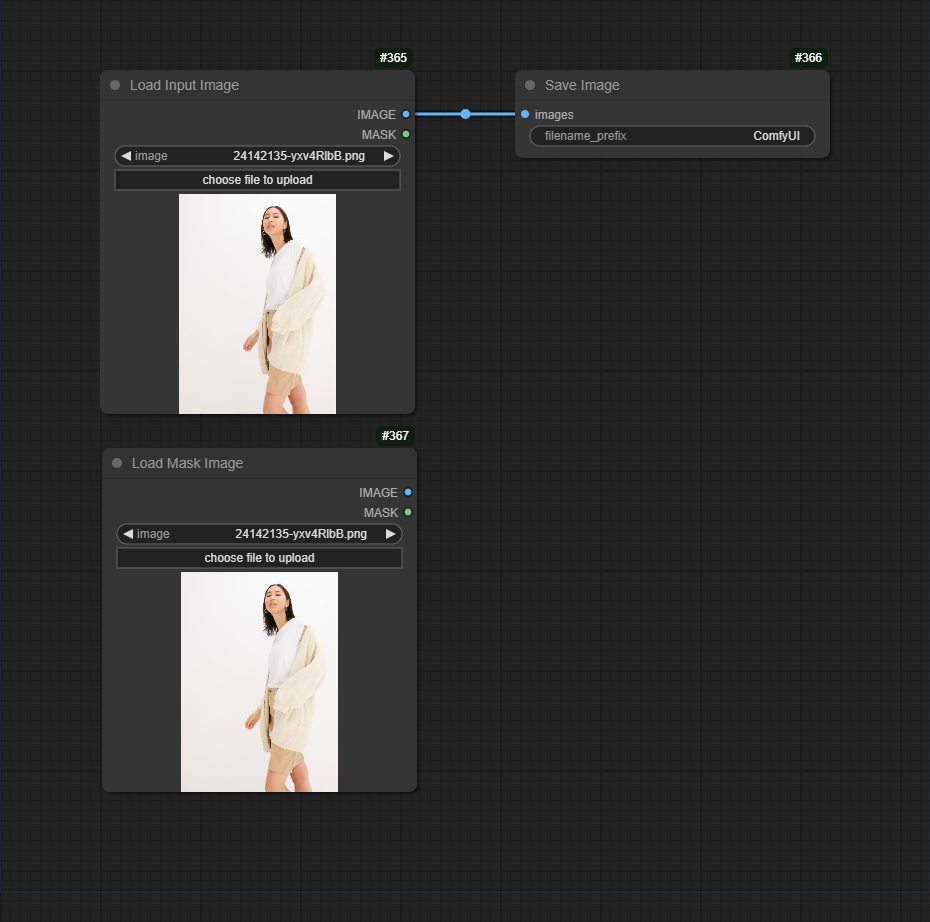 #365
Load Input Image
IMAGE
MASK
image 24142135-yxv4RlbB.png
choose file to upload
#366
Save Image
images
filename_prefix ComfyUI
#367
Load Mask Image
IMAGE
MASK
image 24142135-yxv4RlbB.png
choose file to upload